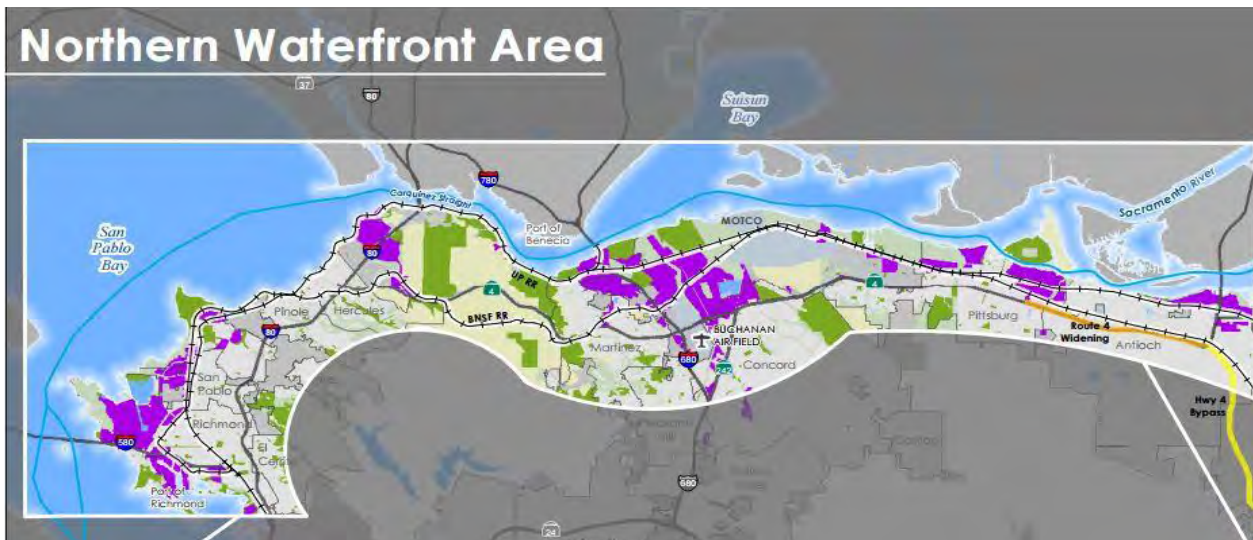 Northern Waterfront Area
37
80
Suisun
Bay
780
Carquinez Straight
Sacramento River
San
Pablo
Bay
Port of
Benecia
MOTCO
80
UP RR
4
4
BNSF RR
Pinole
Hercules
80
Pittsburg
Route 4
Widening
Antioch
BUCHANAN
AIR FIELD
Martinez
680
Concord
242
San
Pablo
Hwy 4
Bypass
Richmond
580
El
Port of
Richmond
680
24